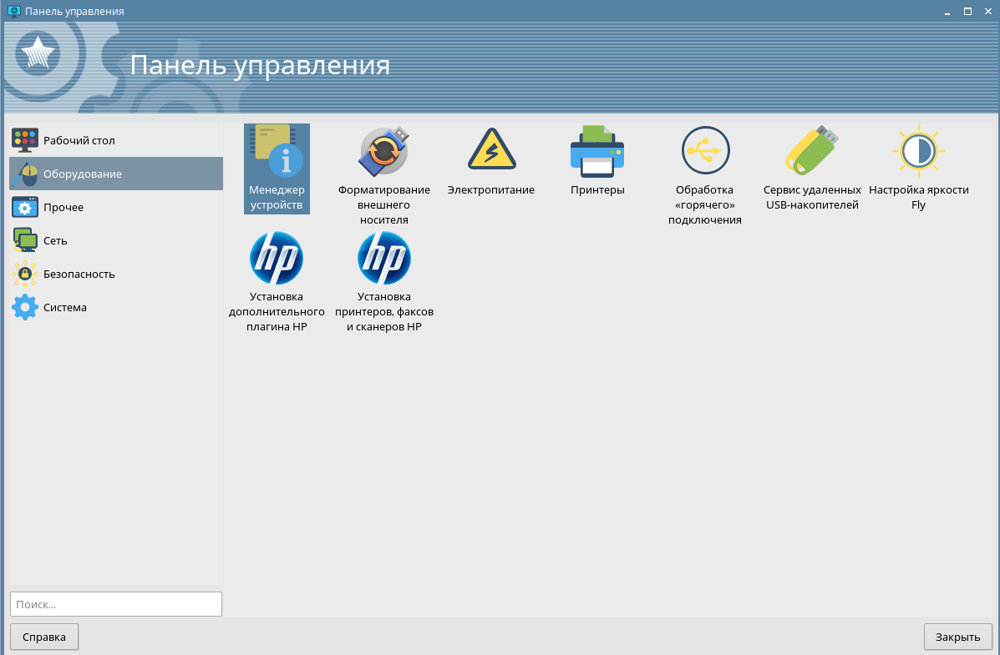 Панель управления
Панель управления
Рабочий стол
Оборудование
Прочее
Сеть
Безопасность
Система
Менеджер
устройств
Форматирование
внешнего
носителя
Электропитание
Принтеры
Обработка
«горячего»
подключения
Сервис удаленных
USB-накопителей
Настройка яркости
Fly
hp
Установка
дополнительного
плагина HP
hp
Установка
принтеров, факсов
и сканеров HP
Поиск...
Справка
Закрыть